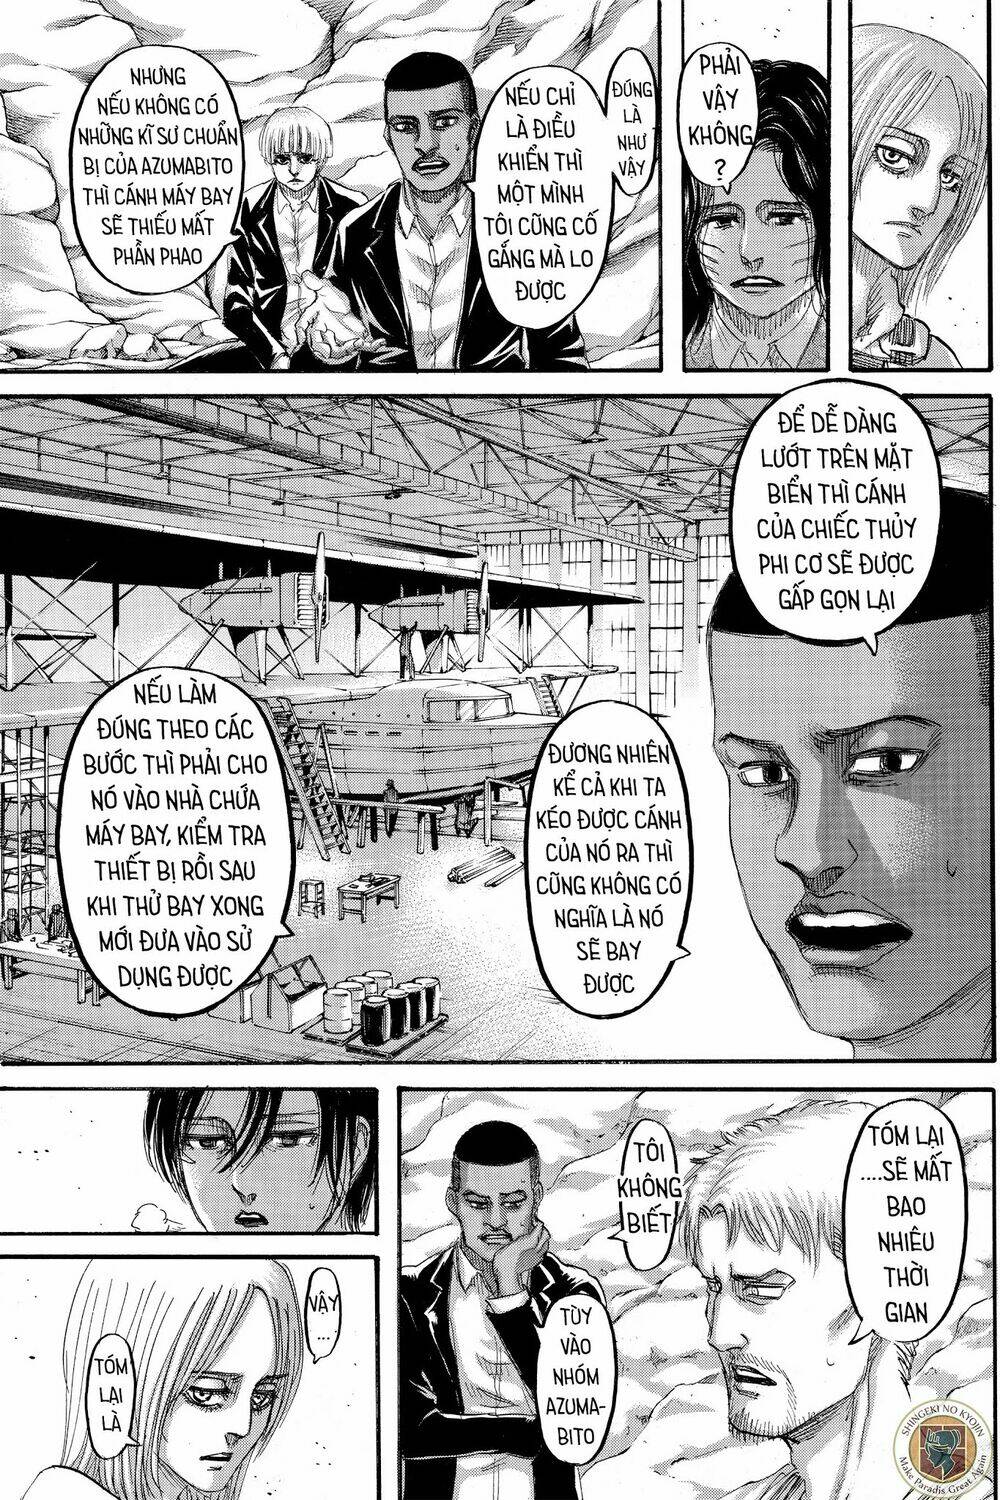 PHẢI
VẬY
KHÔNG
?
ĐÚNG
LÀ
NHƯ
VẬY
NẾU CHỈ
LÀ ĐIỀU
KHIỂN THÌ
MỘT MÌNH
TÔI CŨNG CỐ
GẮNG MÀ LO
ĐƯỢC
NHƯNG
NẾU KHÔNG CÓ
NHỮNG KĨ SƯ CHUẨN
BỊ CỦA AZUMABITO
THÌ CÁNH MÁY BAY
SẼ THIẾU MẤT
PHẦN PHAO
ĐỂ DỄ DÀNG
LƯỚT TRÊN MẶT
BIỂN THÌ CÁNH
CỦA CHIẾC THỦY
PHI CƠ SẼ ĐƯỢC
GẤP GỌN LẠI
ĐƯƠNG NHIÊN
KỂ CẢ KHI TA
KÉO ĐƯỢC CÁNH
CỦA NÓ RA THÌ
CŨNG KHÔNG CÓ
NGHĨA LÀ NÓ
SẼ BAY
ĐƯỢC
NẾU LÀM
ĐÚNG THEO CÁC
BƯỚC THÌ PHẢI CHO
NÓ VÀO NHÀ CHỨA
MÁY BAY, KIỂM TRA
THIẾT BỊ RỒI SAU
KHI THỬ BAY XONG
MỚI ĐƯA VÀO SỬ
DỤNG ĐƯỢC
TÓM LẠI
....SẼ MẤT
BAO
NHIÊU
THỜI
GIAN
TÔI
KHÔNG
BIẾT
TÙY
VÀO
NHÓM
AZUMA-
BITO
VẬY
...
TÓM
LẠI
LÀ
SHINGEKI NO KYOJIN
Make Paradis Great Again